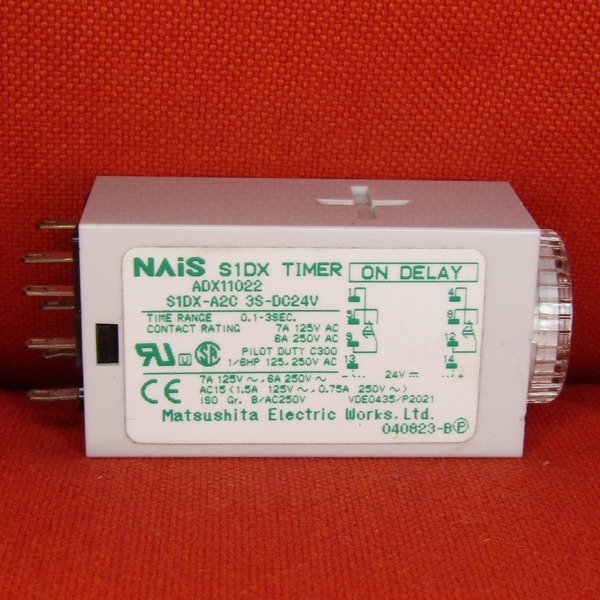 NAiS S1DX TIMER ON DELAY
ADX11022
S1DX-A2C 3S-DC24V
TIME RANGE 0.1-3SEC.
CONTACT RATING 7A 125V AC
6A 250V AC
PILOT DUTY C300
1/6HP 125,250V AC
7A 125V～,6A 250V～
AC15(1.5A 125V～,0.75A 250V～)
ISO Gr. B/AC250V VDE0435/P2021
Matsushita Electric Works,Ltd.
040823-B Ⓟ
1 4
5 8
9 12
13 14
24V